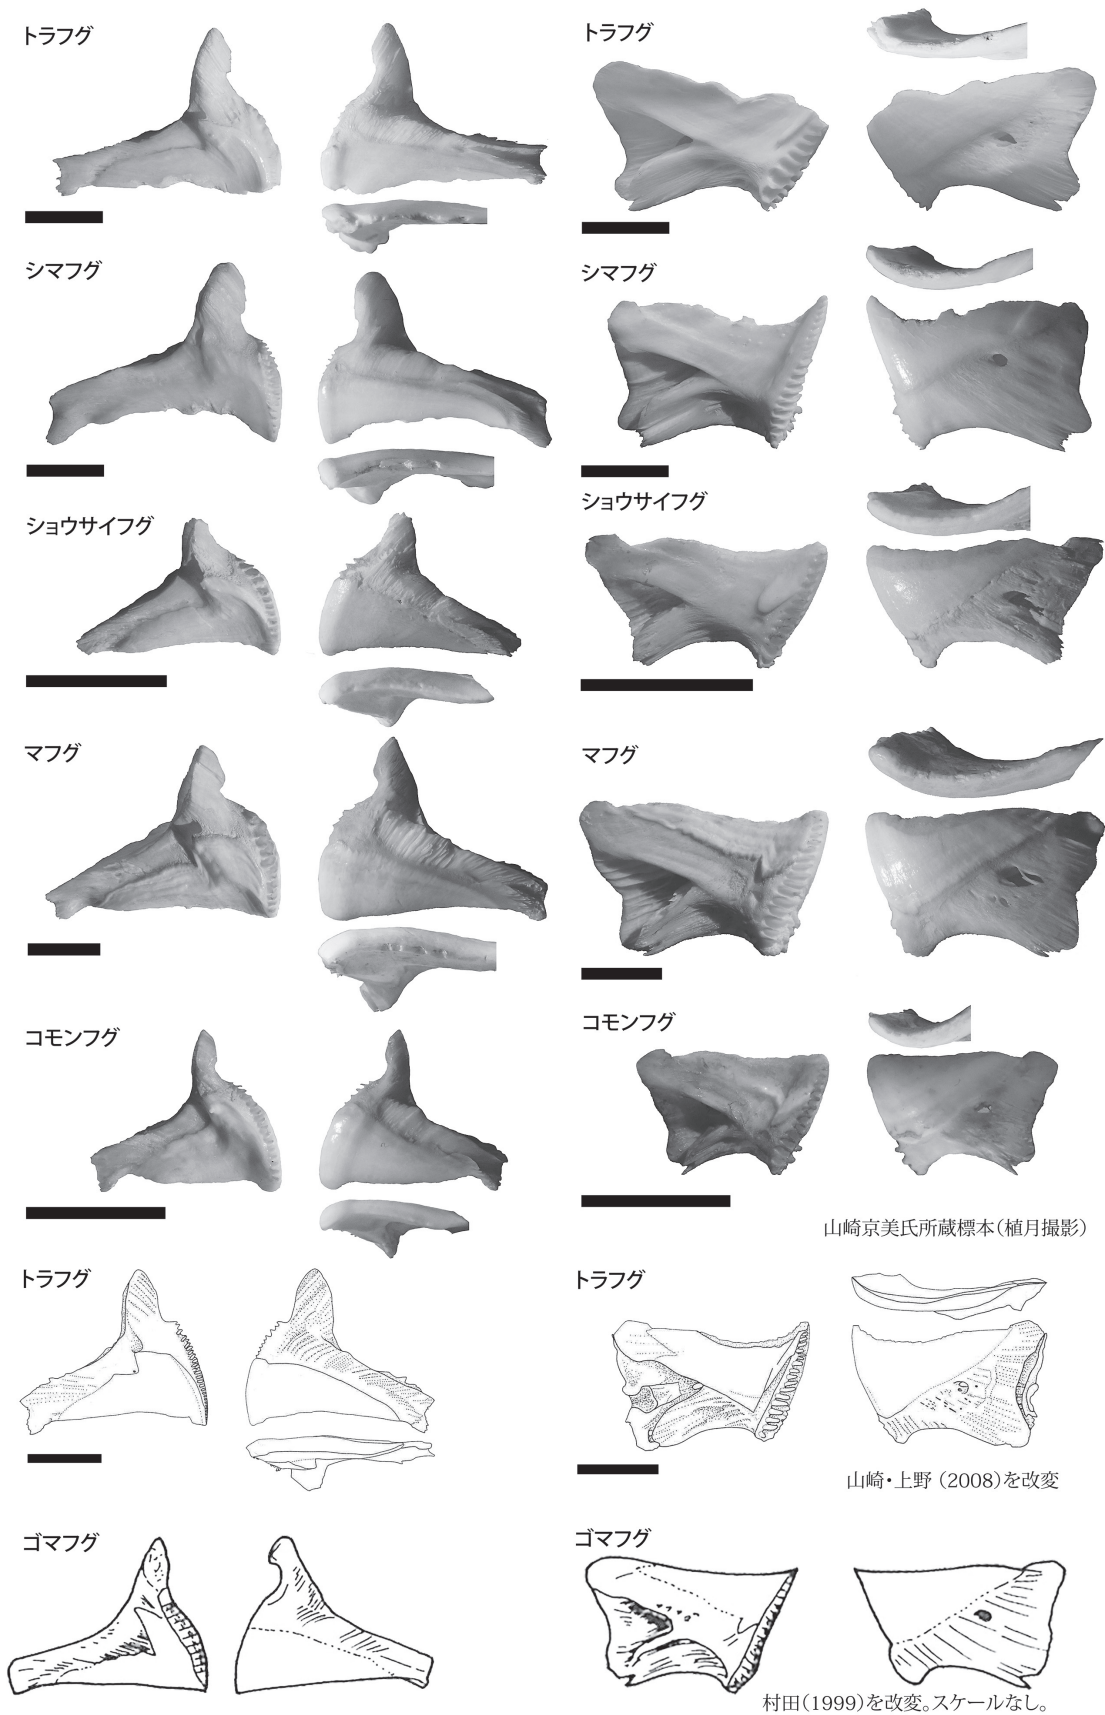 トラフグ
シマフグ
ショウサイフグ
マフグ
コモンフグ
トラフグ
ゴマフグ
トラフグ
シマフグ
ショウサイフグ
マフグ
コモンフグ
山崎京美氏所蔵標本（植月撮影）
トラフグ
山崎・上野（2008）を改変
ゴマフグ
村田（1999）を改変。スケールなし。